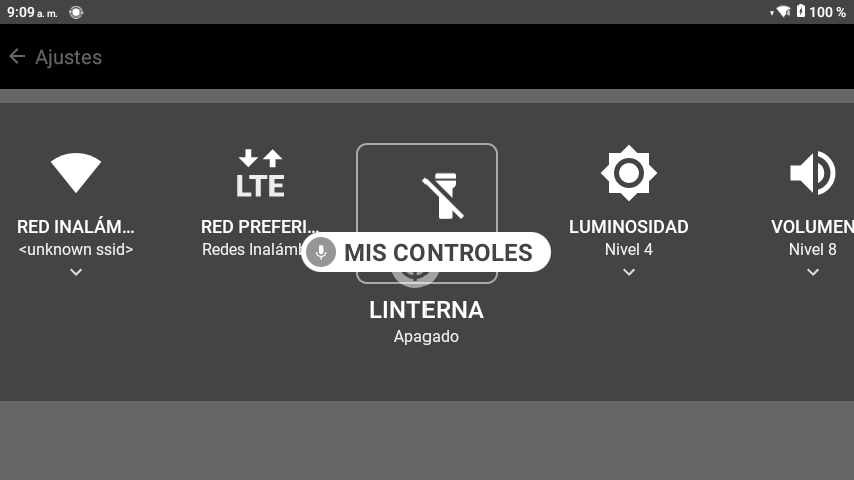 9:09 a. m.
100 %
Ajustes
RED INALÁM...
<unknown ssid>
LTE
RED PREFERI...
Redes Inalámb
MIS CONTROLES
LINTERNA
Apagado
LUMINOSIDAD
Nivel 4
VOLUMEN
Nivel 8